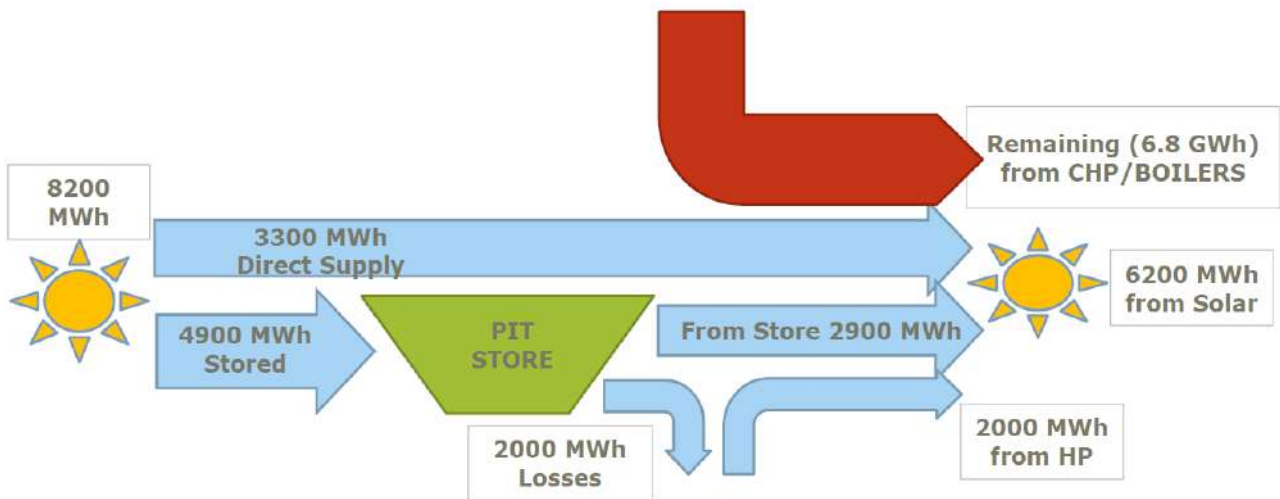 Remaining (6.8 GWh)
from CHP/BOILERS
8200
MWh
3300 MWh
Direct Supply
6200 MWh
from Solar
4900 MWh
Stored
PIT
STORE
From Store 2900 MWh
2000 MWh
Losses
2000 MWh
from HP